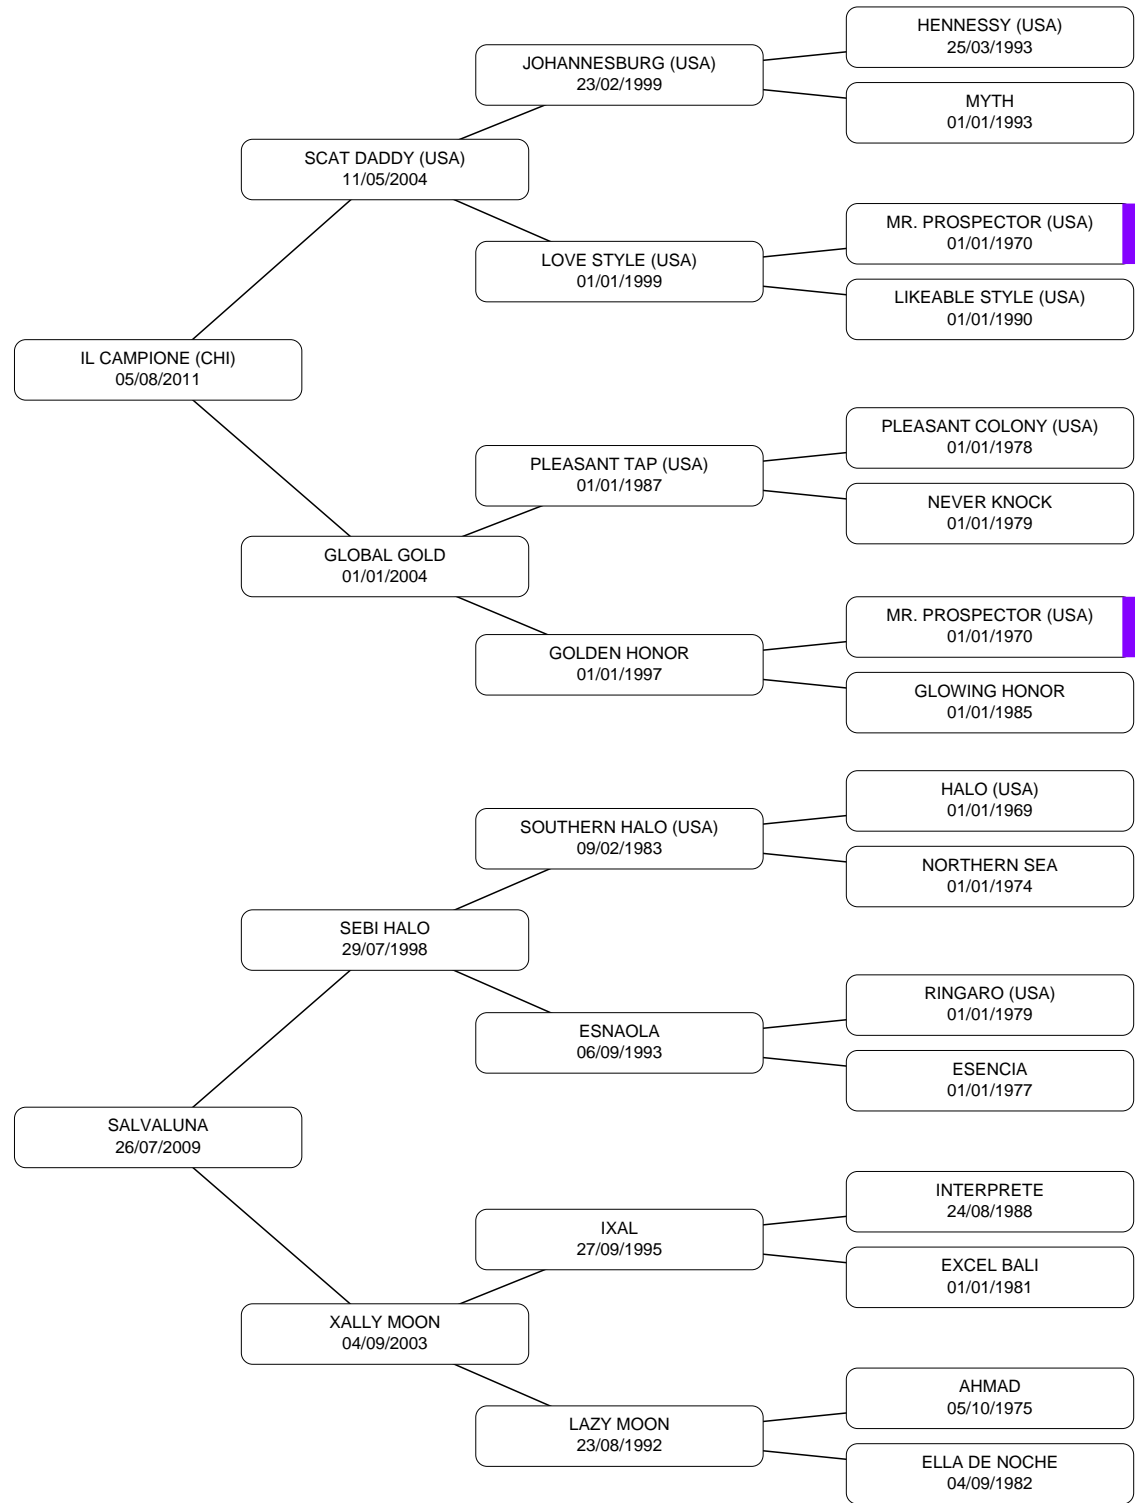 HENNESSY (USA)
25/03/1993
JOHANNESBURG (USA)
23/02/1999
MYTH
01/01/1993
SCAT DADDY (USA)
11/05/2004
MR. PROSPECTOR (USA)
01/01/1970
LOVE STYLE (USA)
01/01/1999
LIKEABLE STYLE (USA)
01/01/1990
IL CAMPIONE (CHI)
05/08/2011
PLEASANT COLONY (USA)
01/01/1978
PLEASANT TAP (USA)
01/01/1987
NEVER KNOCK
01/01/1979
GLOBAL GOLD
01/01/2004
MR. PROSPECTOR (USA)
01/01/1970
GOLDEN HONOR
01/01/1997
GLOWING HONOR
01/01/1985
HALO (USA)
01/01/1969
SOUTHERN HALO (USA)
09/02/1983
NORTHERN SEA
01/01/1974
SEBI HALO
29/07/1998
RINGARO (USA)
01/01/1979
ESNAOLA
06/09/1993
ESENCIA
01/01/1977
SALVALUNA
26/07/2009
INTERPRETE
24/08/1988
IXAL
27/09/1995
EXCEL BALI
01/01/1981
XALLY MOON
04/09/2003
AHMAD
05/10/1975
LAZY MOON
23/08/1992
ELLA DE NOCHE
04/09/1982